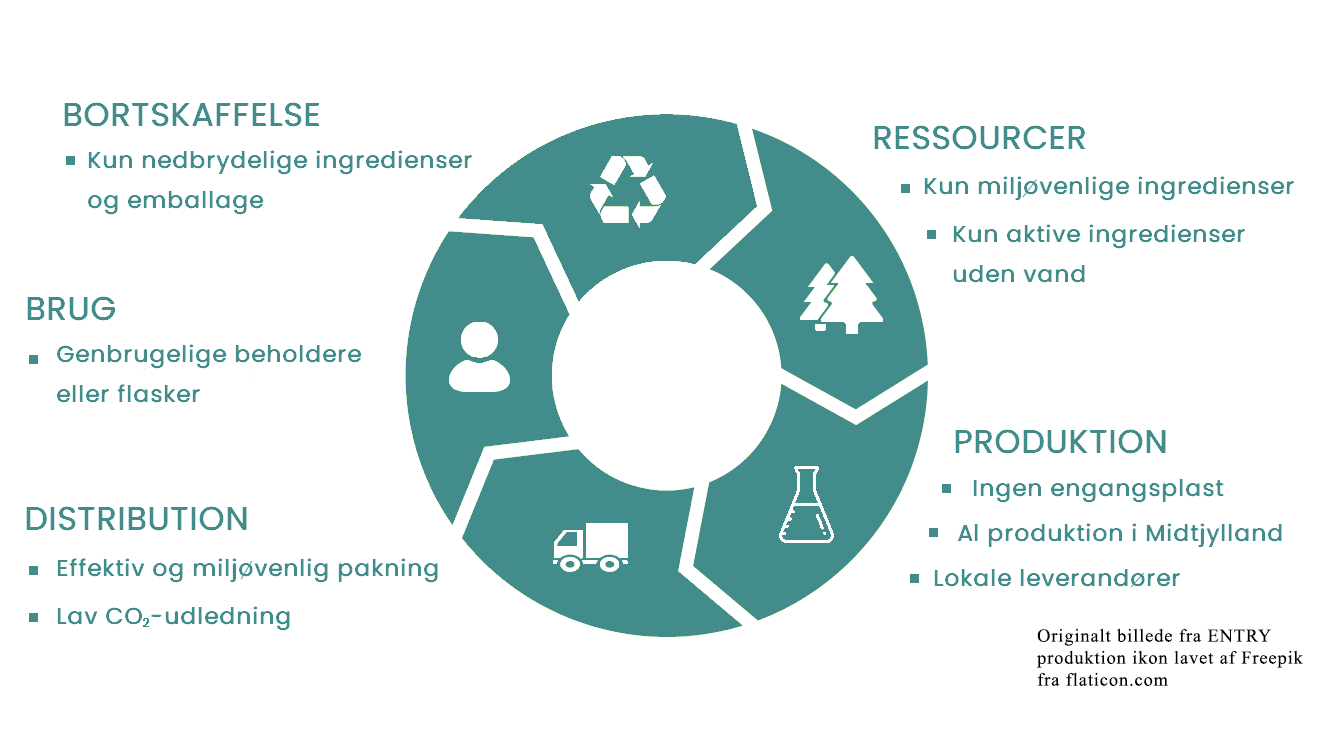 BORTSKAFFELSE
▪ Kun nedbrydelige ingredienser
og emballage
BRUG
▪ Genbrugelige beholdere
eller flasker
DISTRIBUTION
▪ Effektiv og miljøvenlig pakning
▪ Lav CO₂-udledning
RESSOURCER
▪ Kun miljøvenlige ingredienser
▪ Kun aktive ingredienser
uden vand
PRODUKTION
▪ Ingen engangsplast
▪ Al produktion i Midtjylland
▪ Lokale leverandører
Originalt billede fra ENTRY
produktion ikon lavet af Freepik
fra flaticon.com